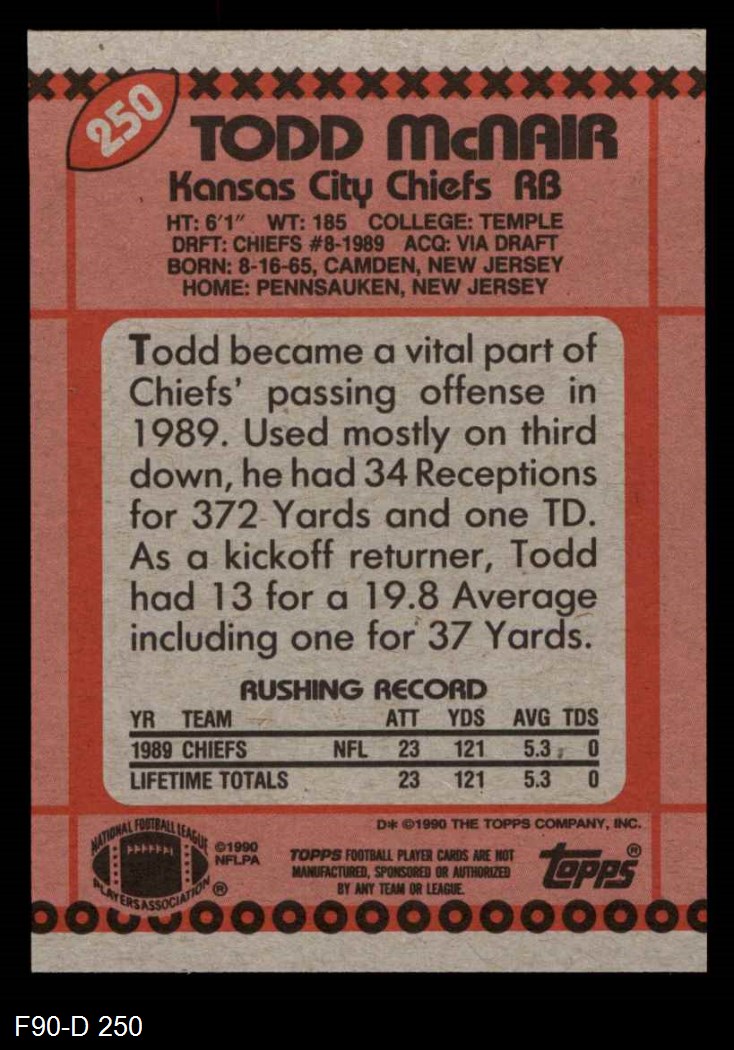 250
TODD McNAIR
Kansas City Chiefs RB
HT: 6'1" WT: 185 COLLEGE: TEMPLE
DRFT: CHIEFS #8-1989 ACQ: VIA DRAFT
BORN: 8-16-65, CAMDEN, NEW JERSEY
HOME: PENNSAUKEN, NEW JERSEY
Todd became a vital part of
Chiefs' passing offense in
1989. Used mostly on third
down, he had 34 Receptions
for 372 Yards and one TD.
As a kickoff returner, Todd
had 13 for a 19.8 Average
including one for 37 Yards.
RUSHING RECORD
YR TEAM ATT YDS AVG TDS
1989 CHIEFS NFL 23 121 5.3 0
LIFETIME TOTALS 23 121 5.3 0
D* ©1990 THE TOPPS COMPANY, INC.
NATIONAL FOOTBALL LEAGUE
PLAYERS ASSOCIATION ®
©1990
NFLPA
TOPPS FOOTBALL PLAYER CARDS ARE NOT
MANUFACTURED, SPONSORED OR AUTHORIZED
BY ANY TEAM OR LEAGUE.
topps®
F90-D 250